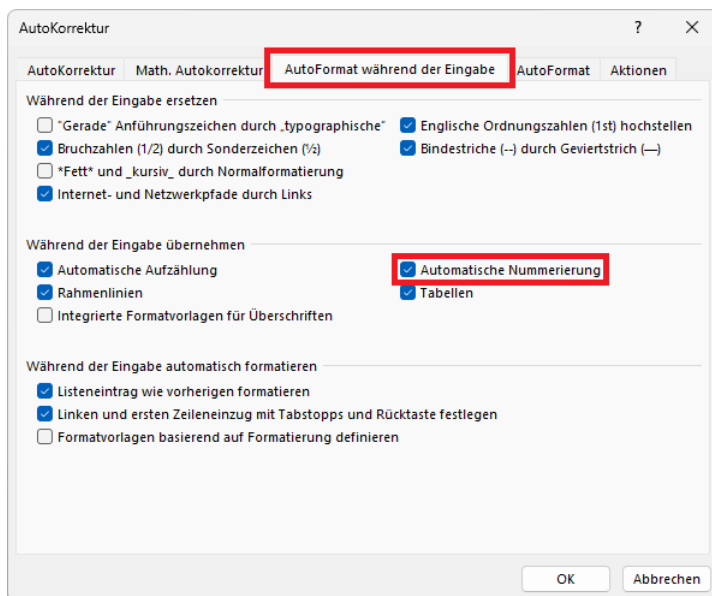 AutoKorrektur
AutoKorrektur Math. Autokorrektur AutoFormat während der Eingabe AutoFormat Aktionen
Während der Eingabe ersetzen
"Gerade" Anführungszeichen durch „typographische“ Englische Ordnungszahlen (1st) hochstellen
Bruchzahlen (1/2) durch Sonderzeichen (½) Bindestriche (--) durch Geviertstrich (—)
*Fett* und _kursiv_ durch Normalformatierung
Internet- und Netzwerkpfade durch Links
Während der Eingabe übernehmen
Automatische Aufzählung Automatische Nummerierung
Rahmenlinien Tabellen
Integrierte Formatvorlagen für Überschriften
Während der Eingabe automatisch formatieren
Listeneintrag wie vorherigen formatieren
Linken und ersten Zeileneinzug mit Tabstopps und Rücktaste festlegen
Formatvorlagen basierend auf Formatierung definieren
OK Abbrechen